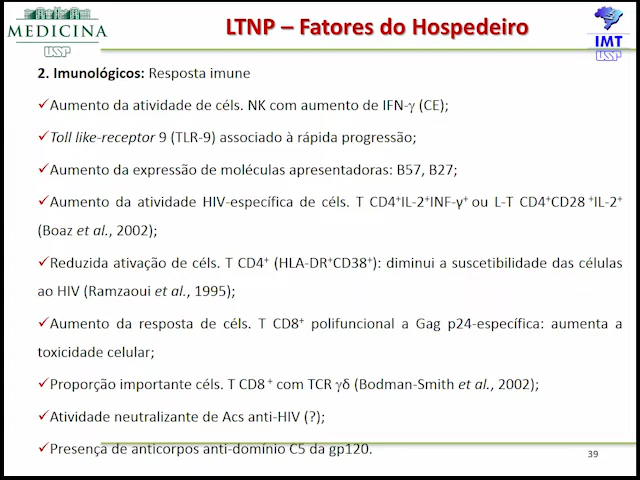 MEDICINA
USP
LTNP – Fatores do Hospedeiro
IMT
USP
2. Imunológicos: Resposta imune
✓Aumento da atividade de céls. NK com aumento de IFN-γ (CE);
✓Toll like-receptor 9 (TLR-9) associado à rápida progressão;
✓Aumento da expressão de moléculas apresentadoras: B57, B27;
✓Aumento da atividade HIV-específica de céls. T CD4⁺IL-2⁺INF-γ⁺ ou L-T CD4⁺CD28 ⁺IL-2⁺
(Boaz et al., 2002);
✓Reduzida ativação de céls. T CD4⁺ (HLA-DR⁺CD38⁺): diminui a suscetibilidade das células
ao HIV (Ramzaoui et al., 1995);
✓Aumento da resposta de céls. T CD8⁺ polifuncional a Gag p24-específica: aumenta a
toxicidade celular;
✓Proporção importante céls. T CD8 ⁺ com TCR γδ (Bodman-Smith et al., 2002);
✓Atividade neutralizante de Acs anti-HIV (?);
✓Presença de anticorpos anti-domínio C5 da gp120.
39